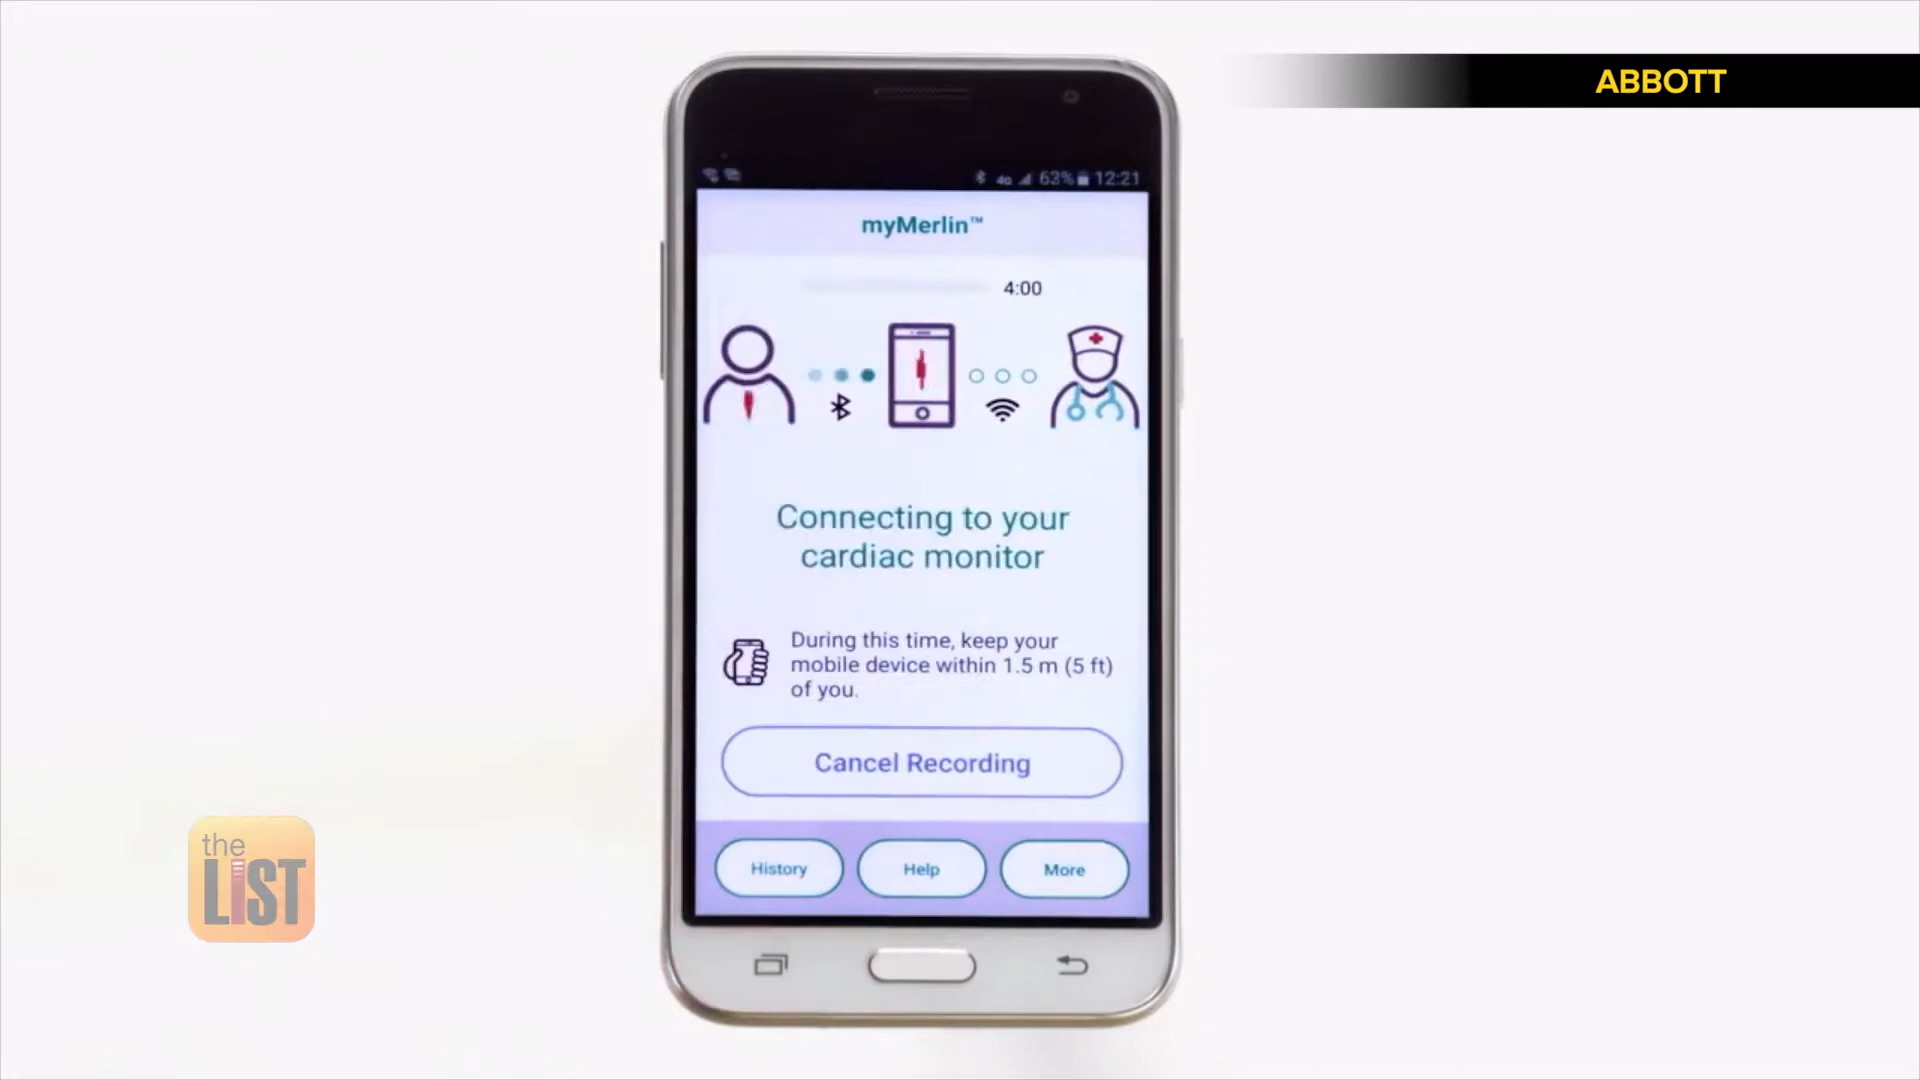 ABBOTT
4G 63% 12:21
myMerlin™
4:00
Connecting to your
cardiac monitor
During this time, keep your
mobile device within 1.5 m (5 ft)
of you.
Cancel Recording
History Help More
the
LIST